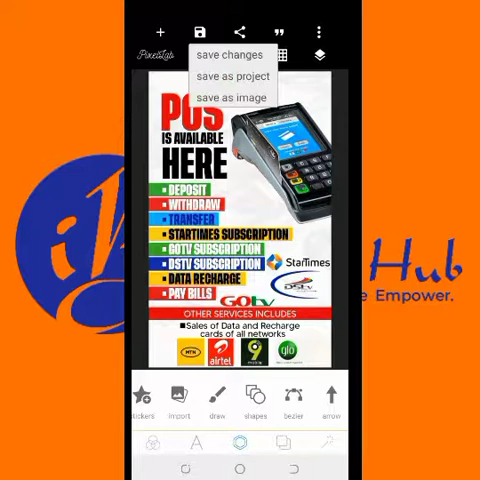 save changes
PixelLab
save as project
save as image
POS
IS AVAILABLE
HERE
DEPOSIT
WITHDRAW
TRANSFER
STARTIMES SUBSCRIPTION
GOTV SUBSCRIPTION
DSTV SUBSCRIPTION
StarTimes
DATA RECHARGE
DStv
PAY BILLS
GOtv
OTHER SERVICES INCLUDES
Sales of Data and Recharge
cards of all networks
MTN
airtel
9
mobile
glo
Hub
e Empower.
stickers
import
draw
shapes
bezier
arrow